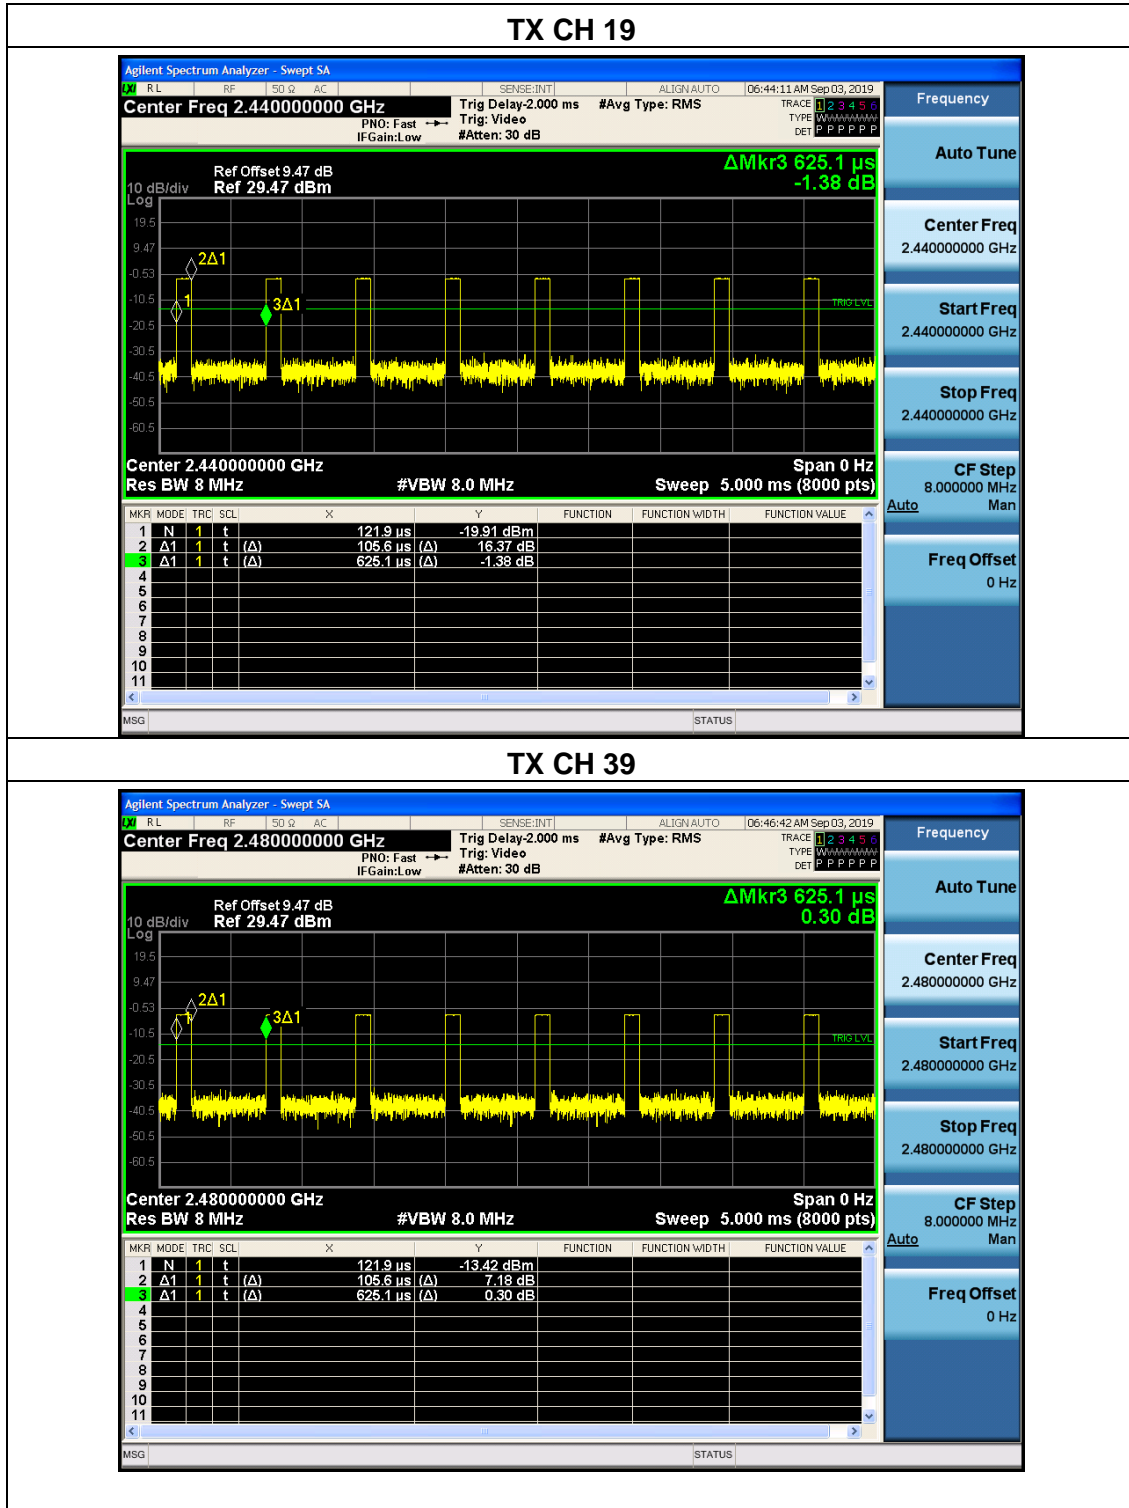 TX CH 19
Agilent Spectrum Analyzer - Swept SA
LXI RL RF 50 Ω AC SENSE:INT ALIGN AUTO 06:44:11 AM Sep 03, 2019
Center Freq 2.440000000 GHz
PNO: Fast
IFGain:Low
Trig Delay-2.000 ms
Trig: Video
#Atten: 30 dB
#Avg Type: RMS
TRACE 1 2 3 4 5 6
TYPE WWWWWW
DET P P P P P P
ΔMkr3 625.1 µs
-1.38 dB
Ref Offset 9.47 dB
10 dB/div Ref 29.47 dBm
Log
19.5
9.47
-0.53
-10.5
-20.5
-30.5
-40.5
-50.5
-60.5
2Δ1
1
3Δ1
TRIG LVL
Center 2.440000000 GHz Span 0 Hz
Res BW 8 MHz #VBW 8.0 MHz Sweep 5.000 ms (8000 pts)
MKR MODE TRC SCL X Y FUNCTION FUNCTION WIDTH FUNCTION VALUE
1 N 1 t 121.9 µs -19.91 dBm
2 Δ1 1 t (Δ) 105.6 µs (Δ) 16.37 dB
3 Δ1 1 t (Δ) 625.1 µs (Δ) -1.38 dB
4
5
6
7
8
9
10
11
MSG STATUS
Frequency
Auto Tune
Center Freq
2.440000000 GHz
Start Freq
2.440000000 GHz
Stop Freq
2.440000000 GHz
CF Step
8.000000 MHz
Auto Man
Freq Offset
0 Hz
TX CH 39
Agilent Spectrum Analyzer - Swept SA
LXI RL RF 50 Ω AC SENSE:INT ALIGN AUTO 06:46:42 AM Sep 03, 2019
Center Freq 2.480000000 GHz
PNO: Fast
IFGain:Low
Trig Delay-2.000 ms
Trig: Video
#Atten: 30 dB
#Avg Type: RMS
TRACE 1 2 3 4 5 6
TYPE WWWWWW
DET P P P P P P
ΔMkr3 625.1 µs
0.30 dB
Ref Offset 9.47 dB
10 dB/div Ref 29.47 dBm
Log
19.5
9.47
-0.53
-10.5
-20.5
-30.5
-40.5
-50.5
-60.5
2Δ1
1
3Δ1
TRIG LVL
Center 2.480000000 GHz Span 0 Hz
Res BW 8 MHz #VBW 8.0 MHz Sweep 5.000 ms (8000 pts)
MKR MODE TRC SCL X Y FUNCTION FUNCTION WIDTH FUNCTION VALUE
1 N 1 t 121.9 µs -13.42 dBm
2 Δ1 1 t (Δ) 105.6 µs (Δ) 7.18 dB
3 Δ1 1 t (Δ) 625.1 µs (Δ) 0.30 dB
4
5
6
7
8
9
10
11
MSG STATUS
Frequency
Auto Tune
Center Freq
2.480000000 GHz
Start Freq
2.480000000 GHz
Stop Freq
2.480000000 GHz
CF Step
8.000000 MHz
Auto Man
Freq Offset
0 Hz